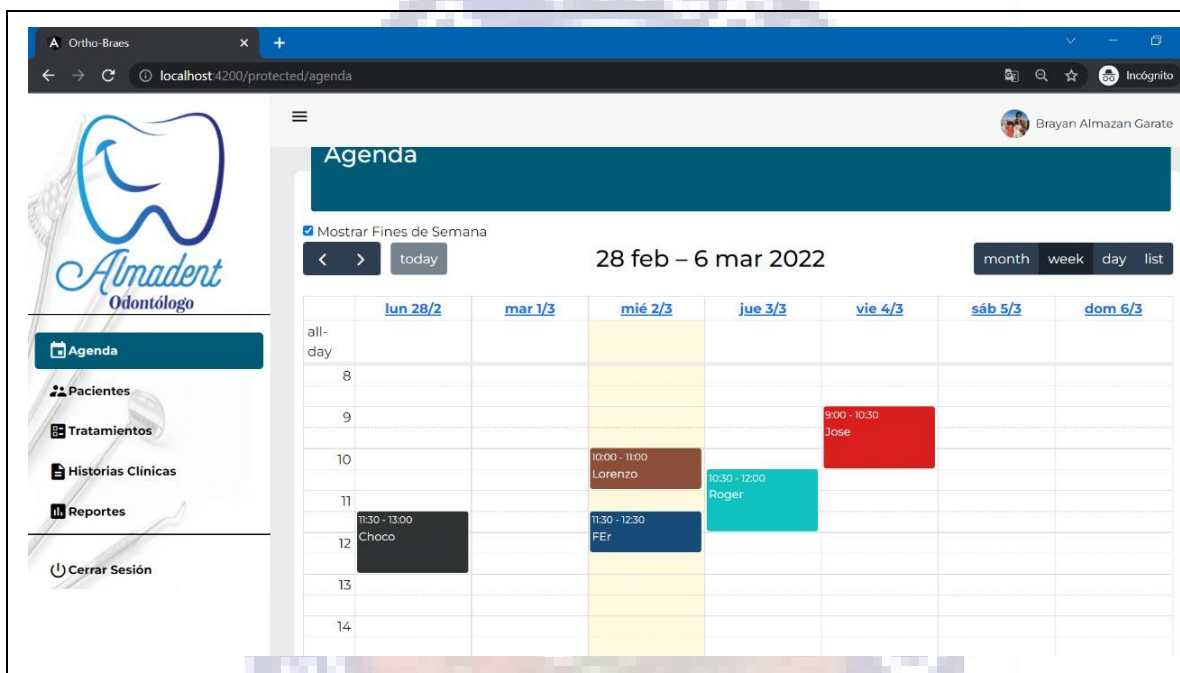 Ortho-Braes
localhost:4200/protected/agenda
Incógnito
Brayan Almazan Garate
Almadent
Odontólogo
Agenda
Pacientes
Tratamientos
Historias Clínicas
Reportes
Cerrar Sesión
Agenda
Mostrar Fines de Semana
today
28 feb – 6 mar 2022
month week day list
lun 28/2 mar 1/3 mié 2/3 jue 3/3 vie 4/3 sáb 5/3 dom 6/3
all-
day
8
9
9:00 - 10:30
Jose
10
10:00 - 11:00
Lorenzo
10:30 - 12:00
Roger
11
11:30 - 13:00
Choco
11:30 - 12:30
FEr
12
13
14